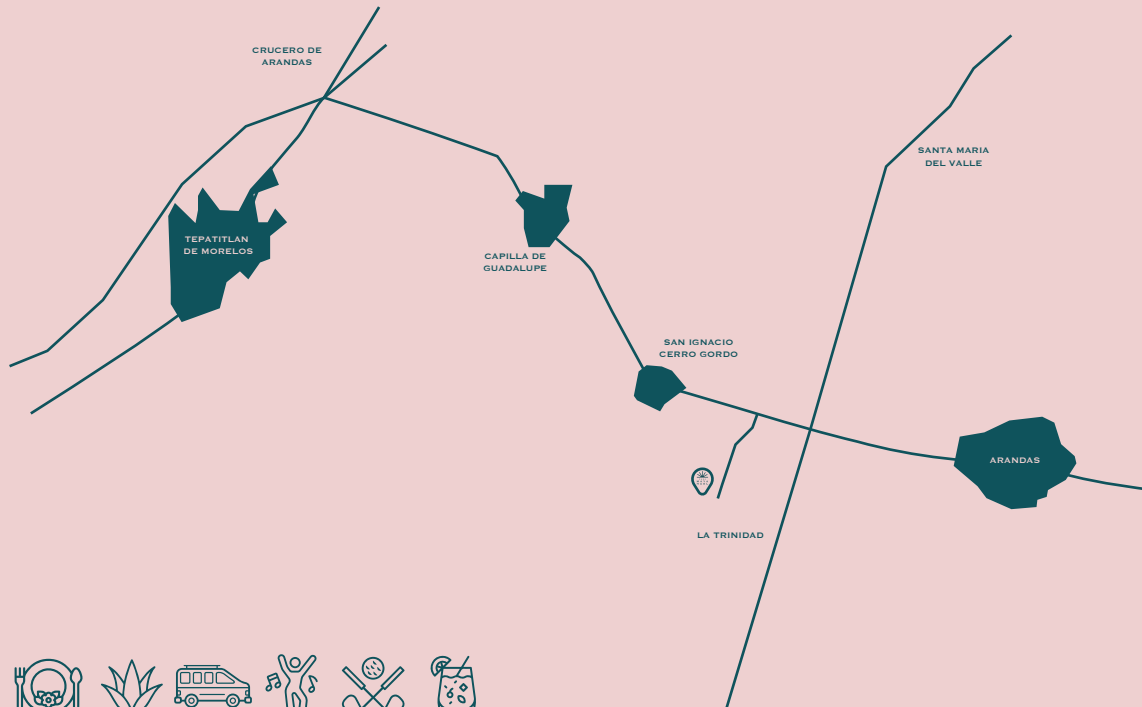 CRUCERO DE
ARANDAS
SANTA MARIA
DEL VALLE
TEPATITLAN
DE MORELOS
CAPILLA DE
GUADALUPE
SAN IGNACIO
CERRO GORDO
ARANDAS
LA TRINIDAD